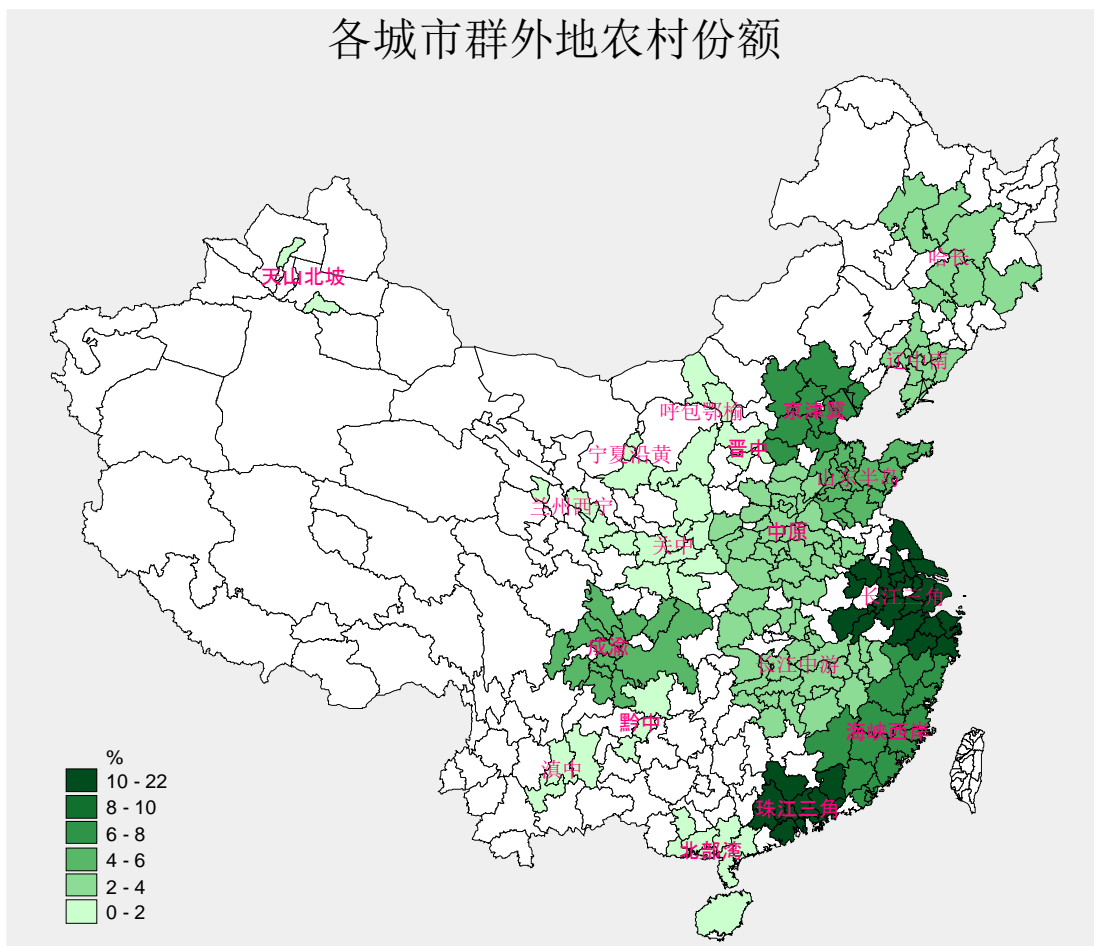 各城市群外地农村份额
天山北坡
哈长
辽中南
呼包鄂榆
京津冀
晋中
宁夏沿黄
山东半岛
兰州西宁
中原
关中
长江三角
成渝
长江中游
黔中
海峡西岸
滇中
珠江三角
北部湾
%
10 - 22
8 - 10
6 - 8
4 - 6
2 - 4
0 - 2